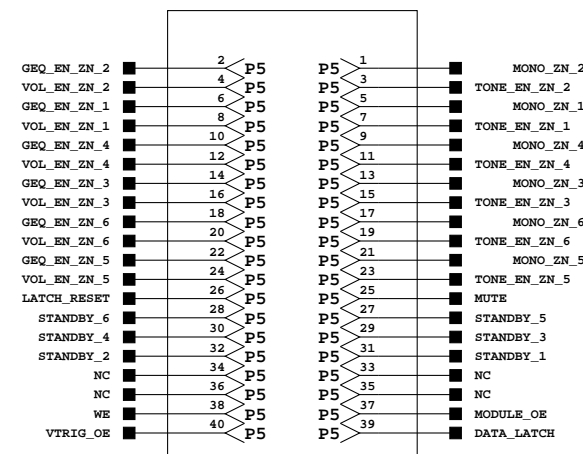 GEQ_EN_ZN_2 2 P5 P5 1 MONO_ZN_2
VOL_EN_ZN_2 4 P5 P5 3 TONE_EN_ZN_2
GEQ_EN_ZN_1 6 P5 P5 5 MONO_ZN_1
VOL_EN_ZN_1 8 P5 P5 7 TONE_EN_ZN_1
GEQ_EN_ZN_4 10 P5 P5 9 MONO_ZN_4
VOL_EN_ZN_4 12 P5 P5 11 TONE_EN_ZN_4
GEQ_EN_ZN_3 14 P5 P5 13 MONO_ZN_3
VOL_EN_ZN_3 16 P5 P5 15 TONE_EN_ZN_3
GEQ_EN_ZN_6 18 P5 P5 17 MONO_ZN_6
VOL_EN_ZN_6 20 P5 P5 19 TONE_EN_ZN_6
GEQ_EN_ZN_5 22 P5 P5 21 MONO_ZN_5
VOL_EN_ZN_5 24 P5 P5 23 TONE_EN_ZN_5
LATCH_RESET 26 P5 P5 25 MUTE
STANDBY_6 28 P5 P5 27 STANDBY_5
STANDBY_4 30 P5 P5 29 STANDBY_3
STANDBY_2 32 P5 P5 31 STANDBY_1
NC 34 P5 P5 33 NC
NC 36 P5 P5 35 NC
WE 38 P5 P5 37 MODULE_OE
VTRIG_OE 40 P5 P5 39 DATA_LATCH